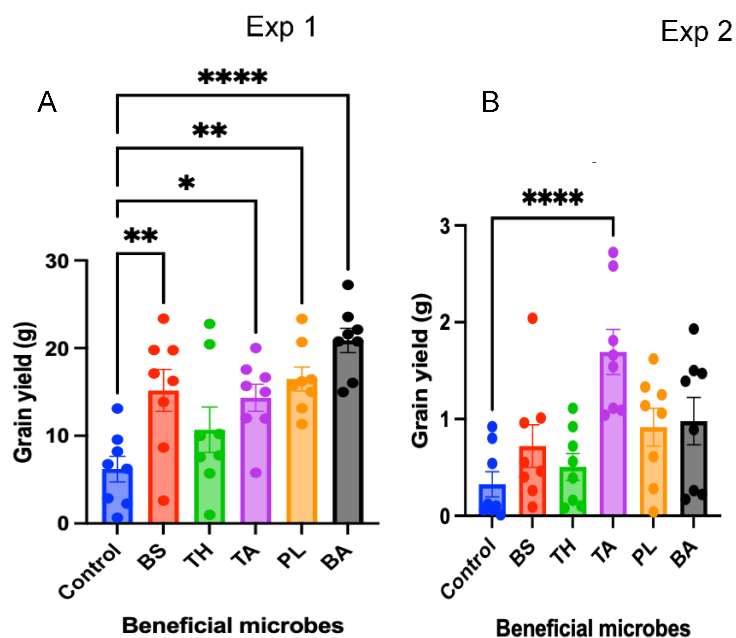 Exp 1
Exp 2
A
B
****
**
*
**
****
30
20
10
0
Grain yield (g)
Control
BS
TH
TA
PL
BA
Beneficial microbes
3
2
1
0
Grain yield (g)
Control
BS
TH
TA
PL
BA
Beneficial microbes